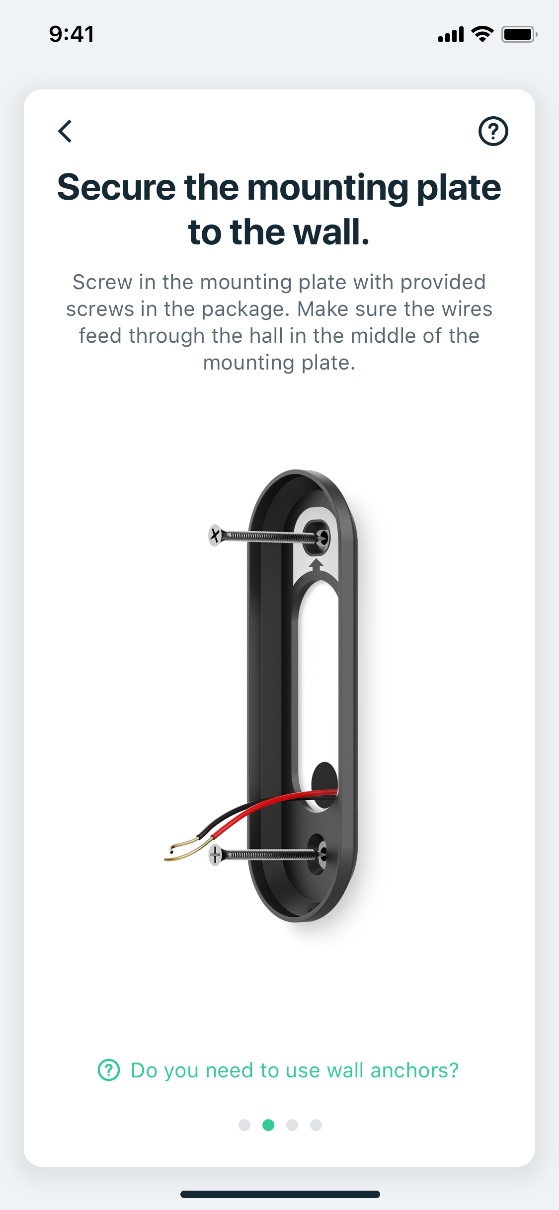 9:41
Secure the mounting plate
to the wall.
Screw in the mounting plate with provided
screws in the package. Make sure the wires
feed through the hall in the middle of the
mounting plate.
Do you need to use wall anchors?